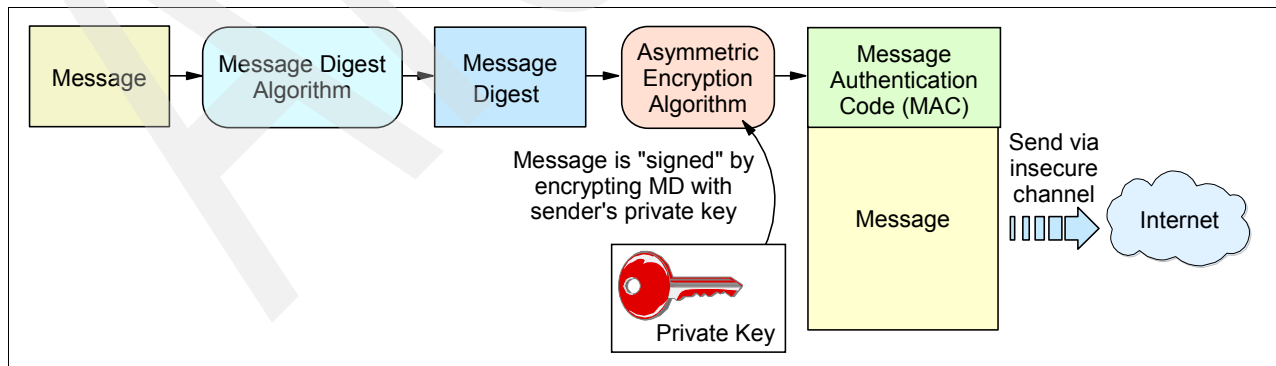 Message
Message Digest
Algorithm
Message
Digest
Asymmetric
Encryption
Algorithm
Message
Authentication
Code (MAC)
Message is "signed" by
encrypting MD with
sender's private key
Private Key
Message
Send via
insecure
channel
Internet